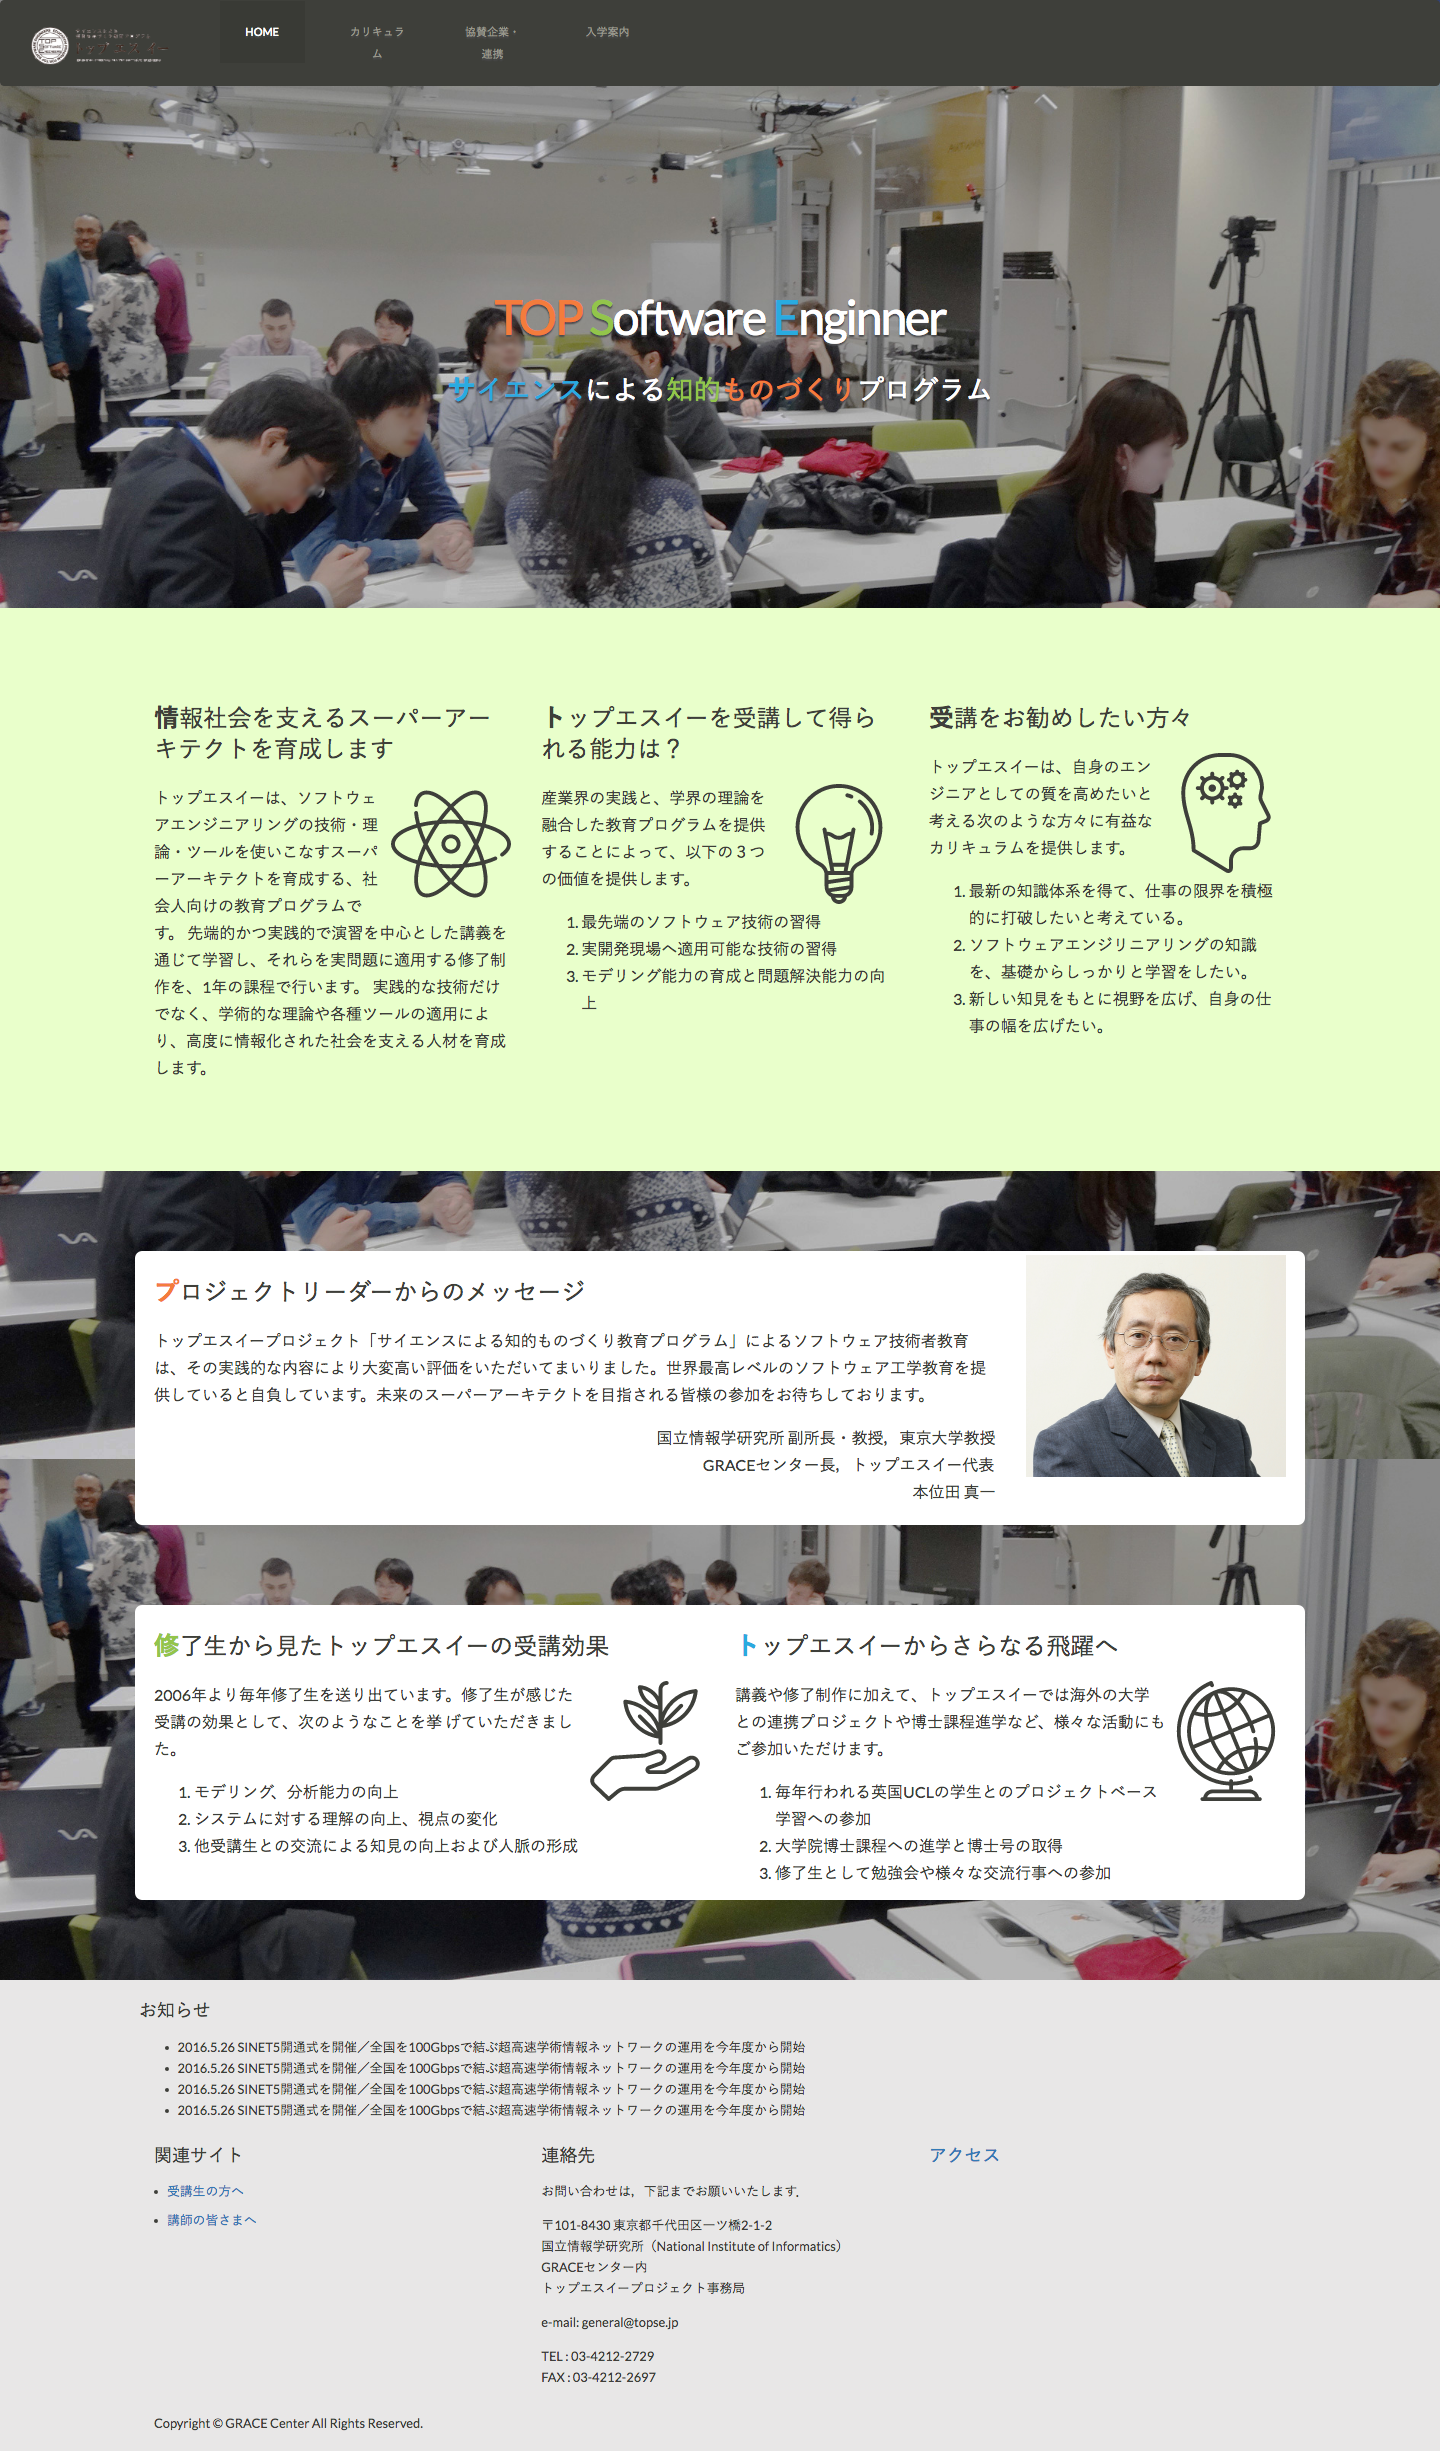 HOME
カリキュラ
ム
協賛企業・
連携
入学案内
トップエスイー
TOP Software Enginner
サイエンスによる知的ものづくりプログラム
情報社会を支えるスーパーアー
キテクトを育成します
トップエスイーは、ソフトウェ
アエンジニアリングの技術・理
論・ツールを使いこなすスーパ
ーアーキテクトを育成する、社
会人向けの教育プログラムで
す。 先端的かつ実践的で演習を中心とした講義を
通じて学習し、それらを実問題に適用する修了制
作を、1年の課程で行います。 実践的な技術だけ
でなく、学術的な理論や各種ツールの適用によ
り、高度に情報化された社会を支える人材を育成
します。
トップエスイーを受講して得ら
れる能力は？
産業界の実践と、学界の理論を
融合した教育プログラムを提供
することによって、以下の３つ
の価値を提供します。
1. 最先端のソフトウェア技術の習得
2. 実開発現場へ適用可能な技術の習得
3. モデリング能力の育成と問題解決能力の向
上
受講をお勧めしたい方々
トップエスイーは、自身のエン
ジニアとしての質を高めたいと
考える次のような方々に有益な
カリキュラムを提供します。
1. 最新の知識体系を得て、仕事の限界を積極
的に打破したいと考えている。
2. ソフトウェアエンジリニアリングの知識
を、基礎からしっかりと学習をしたい。
3. 新しい知見をもとに視野を広げ、自身の仕
事の幅を広げたい。
プロジェクトリーダーからのメッセージ
トップエスイープロジェクト「サイエンスによる知的ものづくり教育プログラム」によるソフトウェア技術者教育
は、その実践的な内容により大変高い評価をいただいてまいりました。世界最高レベルのソフトウェア工学教育を提
供していると自負しています。未来のスーパーアーキテクトを目指される皆様の参加をお待ちしております。
国立情報学研究所 副所長・教授，東京大学教授
GRACEセンター長，トップエスイー代表
本位田 真一
修了生から見たトップエスイーの受講効果
2006年より毎年修了生を送り出ています。修了生が感じた
受講の効果として、次のようなことを挙げていただきまし
た。
1. モデリング、分析能力の向上
2. システムに対する理解の向上、視点の変化
3. 他受講生との交流による知見の向上および人脈の形成
トップエスイーからさらなる飛躍へ
講義や修了制作に加えて、トップエスイーでは海外の大学
との連携プロジェクトや博士課程進学など、様々な活動にも
ご参加いただけます。
1. 毎年行われる英国UCLの学生とのプロジェクトベース
学習への参加
2. 大学院博士課程への進学と博士号の取得
3. 修了生として勉強会や様々な交流行事への参加
お知らせ
• 2016.5.26 SINET5開通式を開催／全国を100Gbpsで結ぶ超高速学術情報ネットワークの運用を今年度から開始
• 2016.5.26 SINET5開通式を開催／全国を100Gbpsで結ぶ超高速学術情報ネットワークの運用を今年度から開始
• 2016.5.26 SINET5開通式を開催／全国を100Gbpsで結ぶ超高速学術情報ネットワークの運用を今年度から開始
• 2016.5.26 SINET5開通式を開催／全国を100Gbpsで結ぶ超高速学術情報ネットワークの運用を今年度から開始
関連サイト
• 受講生の方へ
• 講師の皆さまへ
連絡先
お問い合わせは，下記までお願いいたします．
〒101-8430 東京都千代田区一ツ橋2-1-2
国立情報学研究所（National Institute of Informatics）
GRACEセンター内
トップエスイープロジェクト事務局
e-mail: general@topse.jp
TEL : 03-4212-2729
FAX : 03-4212-2697
アクセス
Copyright © GRACE Center All Rights Reserved.